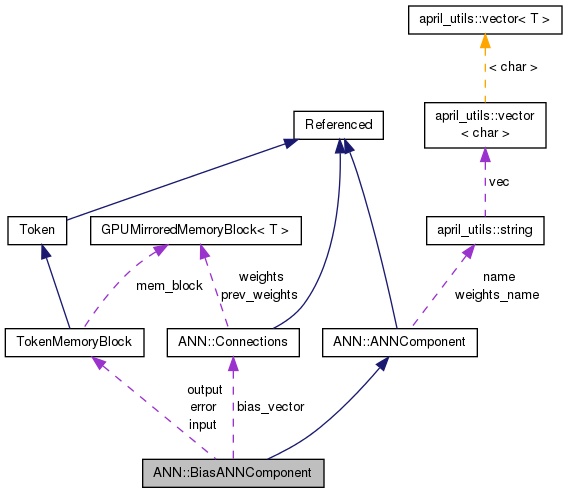 april_utils::vector< T >
< char >
april_utils::vector
< char >
Referenced
vec
Token
GPUMirroredMemoryBlock< T >
april_utils::string
mem_block
weights
prev_weights
name
weights_name
TokenMemoryBlock
ANN::Connections
ANN::ANNComponent
output
error
input
bias_vector
ANN::BiasANNComponent